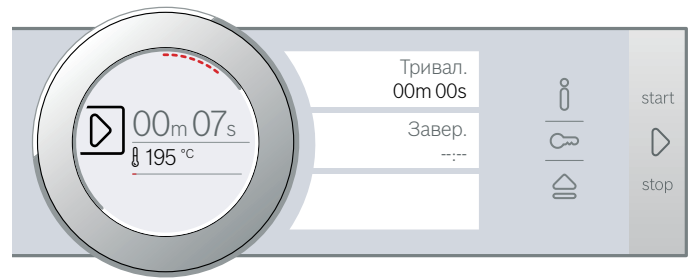 00m 07s
195 °C
Тривал.
00m 00s
Завер.
--:--
start
stop